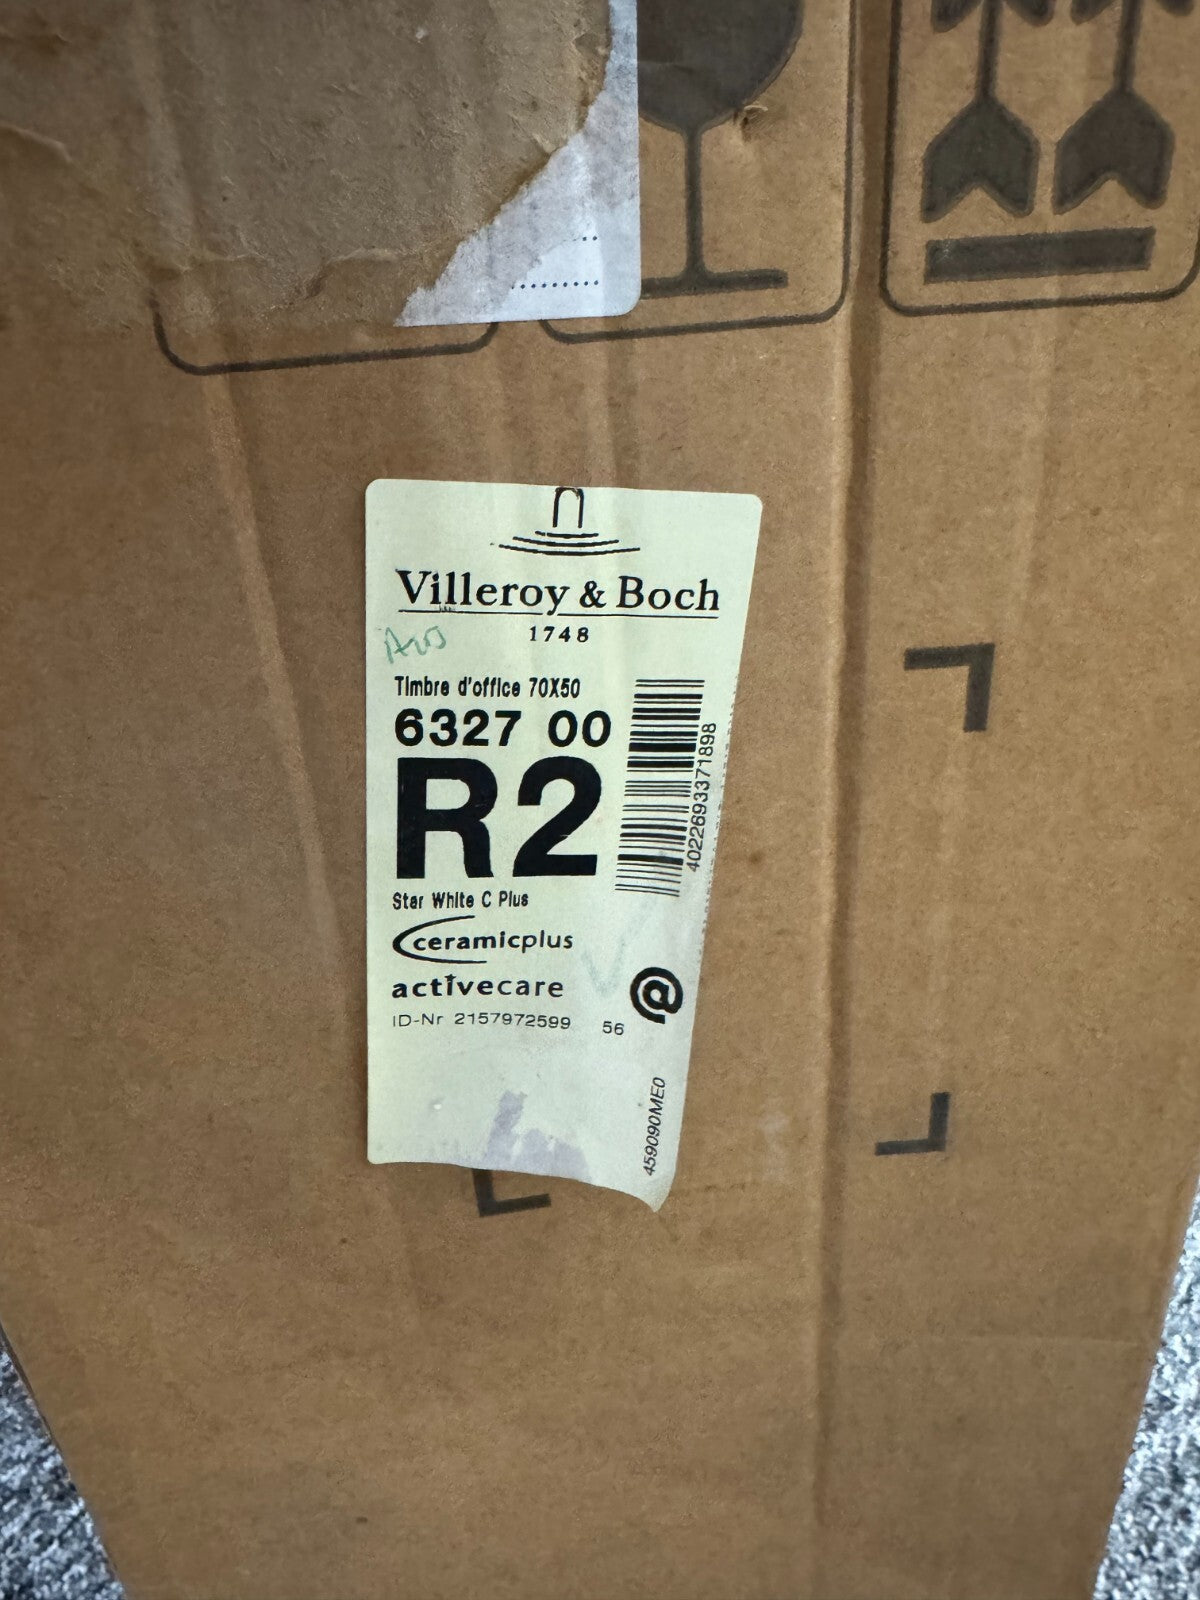 Villeroy & Boch
1748
Timbre d'office 70X50
6327 00
R2
4022693371898
Star White C Plus
ceramicplus
activecare
@
ID-Nr 2157972599 56
459090ME0